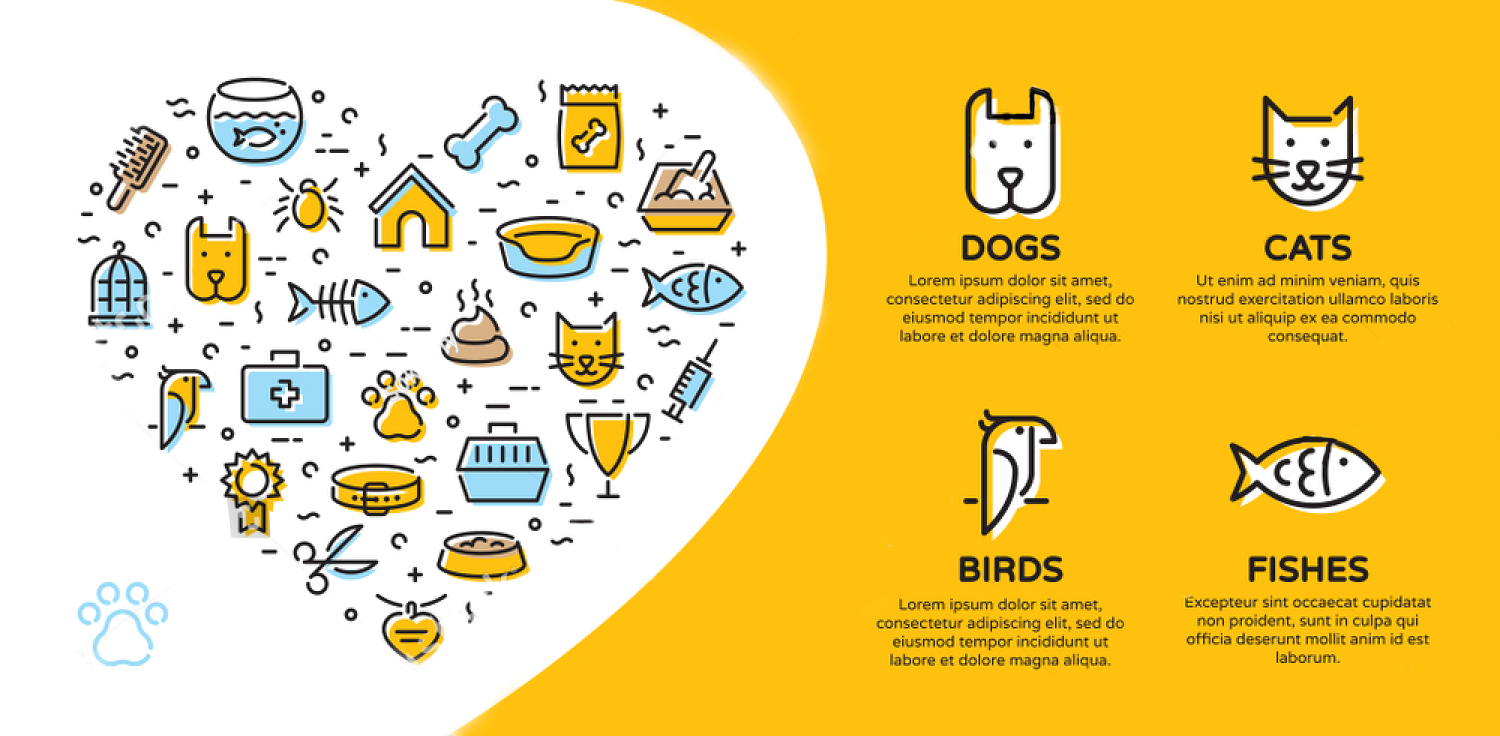 DOGS
Lorem ipsum dolor sit amet,
consectetur adipiscing elit, sed do
eiusmod tempor incididunt ut
labore et dolore magna aliqua.
CATS
Ut enim ad minim veniam, quis
nostrud exercitation ullamco laboris
nisi ut aliquip ex ea commodo
consequat.
BIRDS
Lorem ipsum dolor sit amet,
consectetur adipiscing elit, sed do
eiusmod tempor incididunt ut
labore et dolore magna aliqua.
FISHES
Excepteur sint occaecat cupidatat
non proident, sunt in culpa qui
officia deserunt mollit anim id est
laborum.